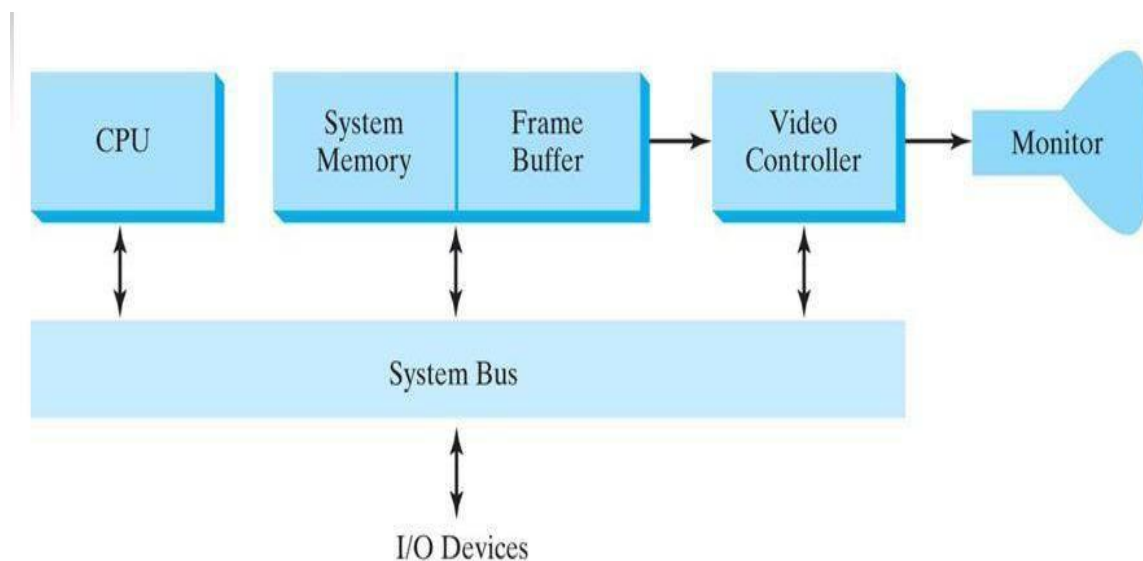 CPU
System
Memory
Frame
Buffer
Video
Controller
Monitor
System Bus
I/O Devices